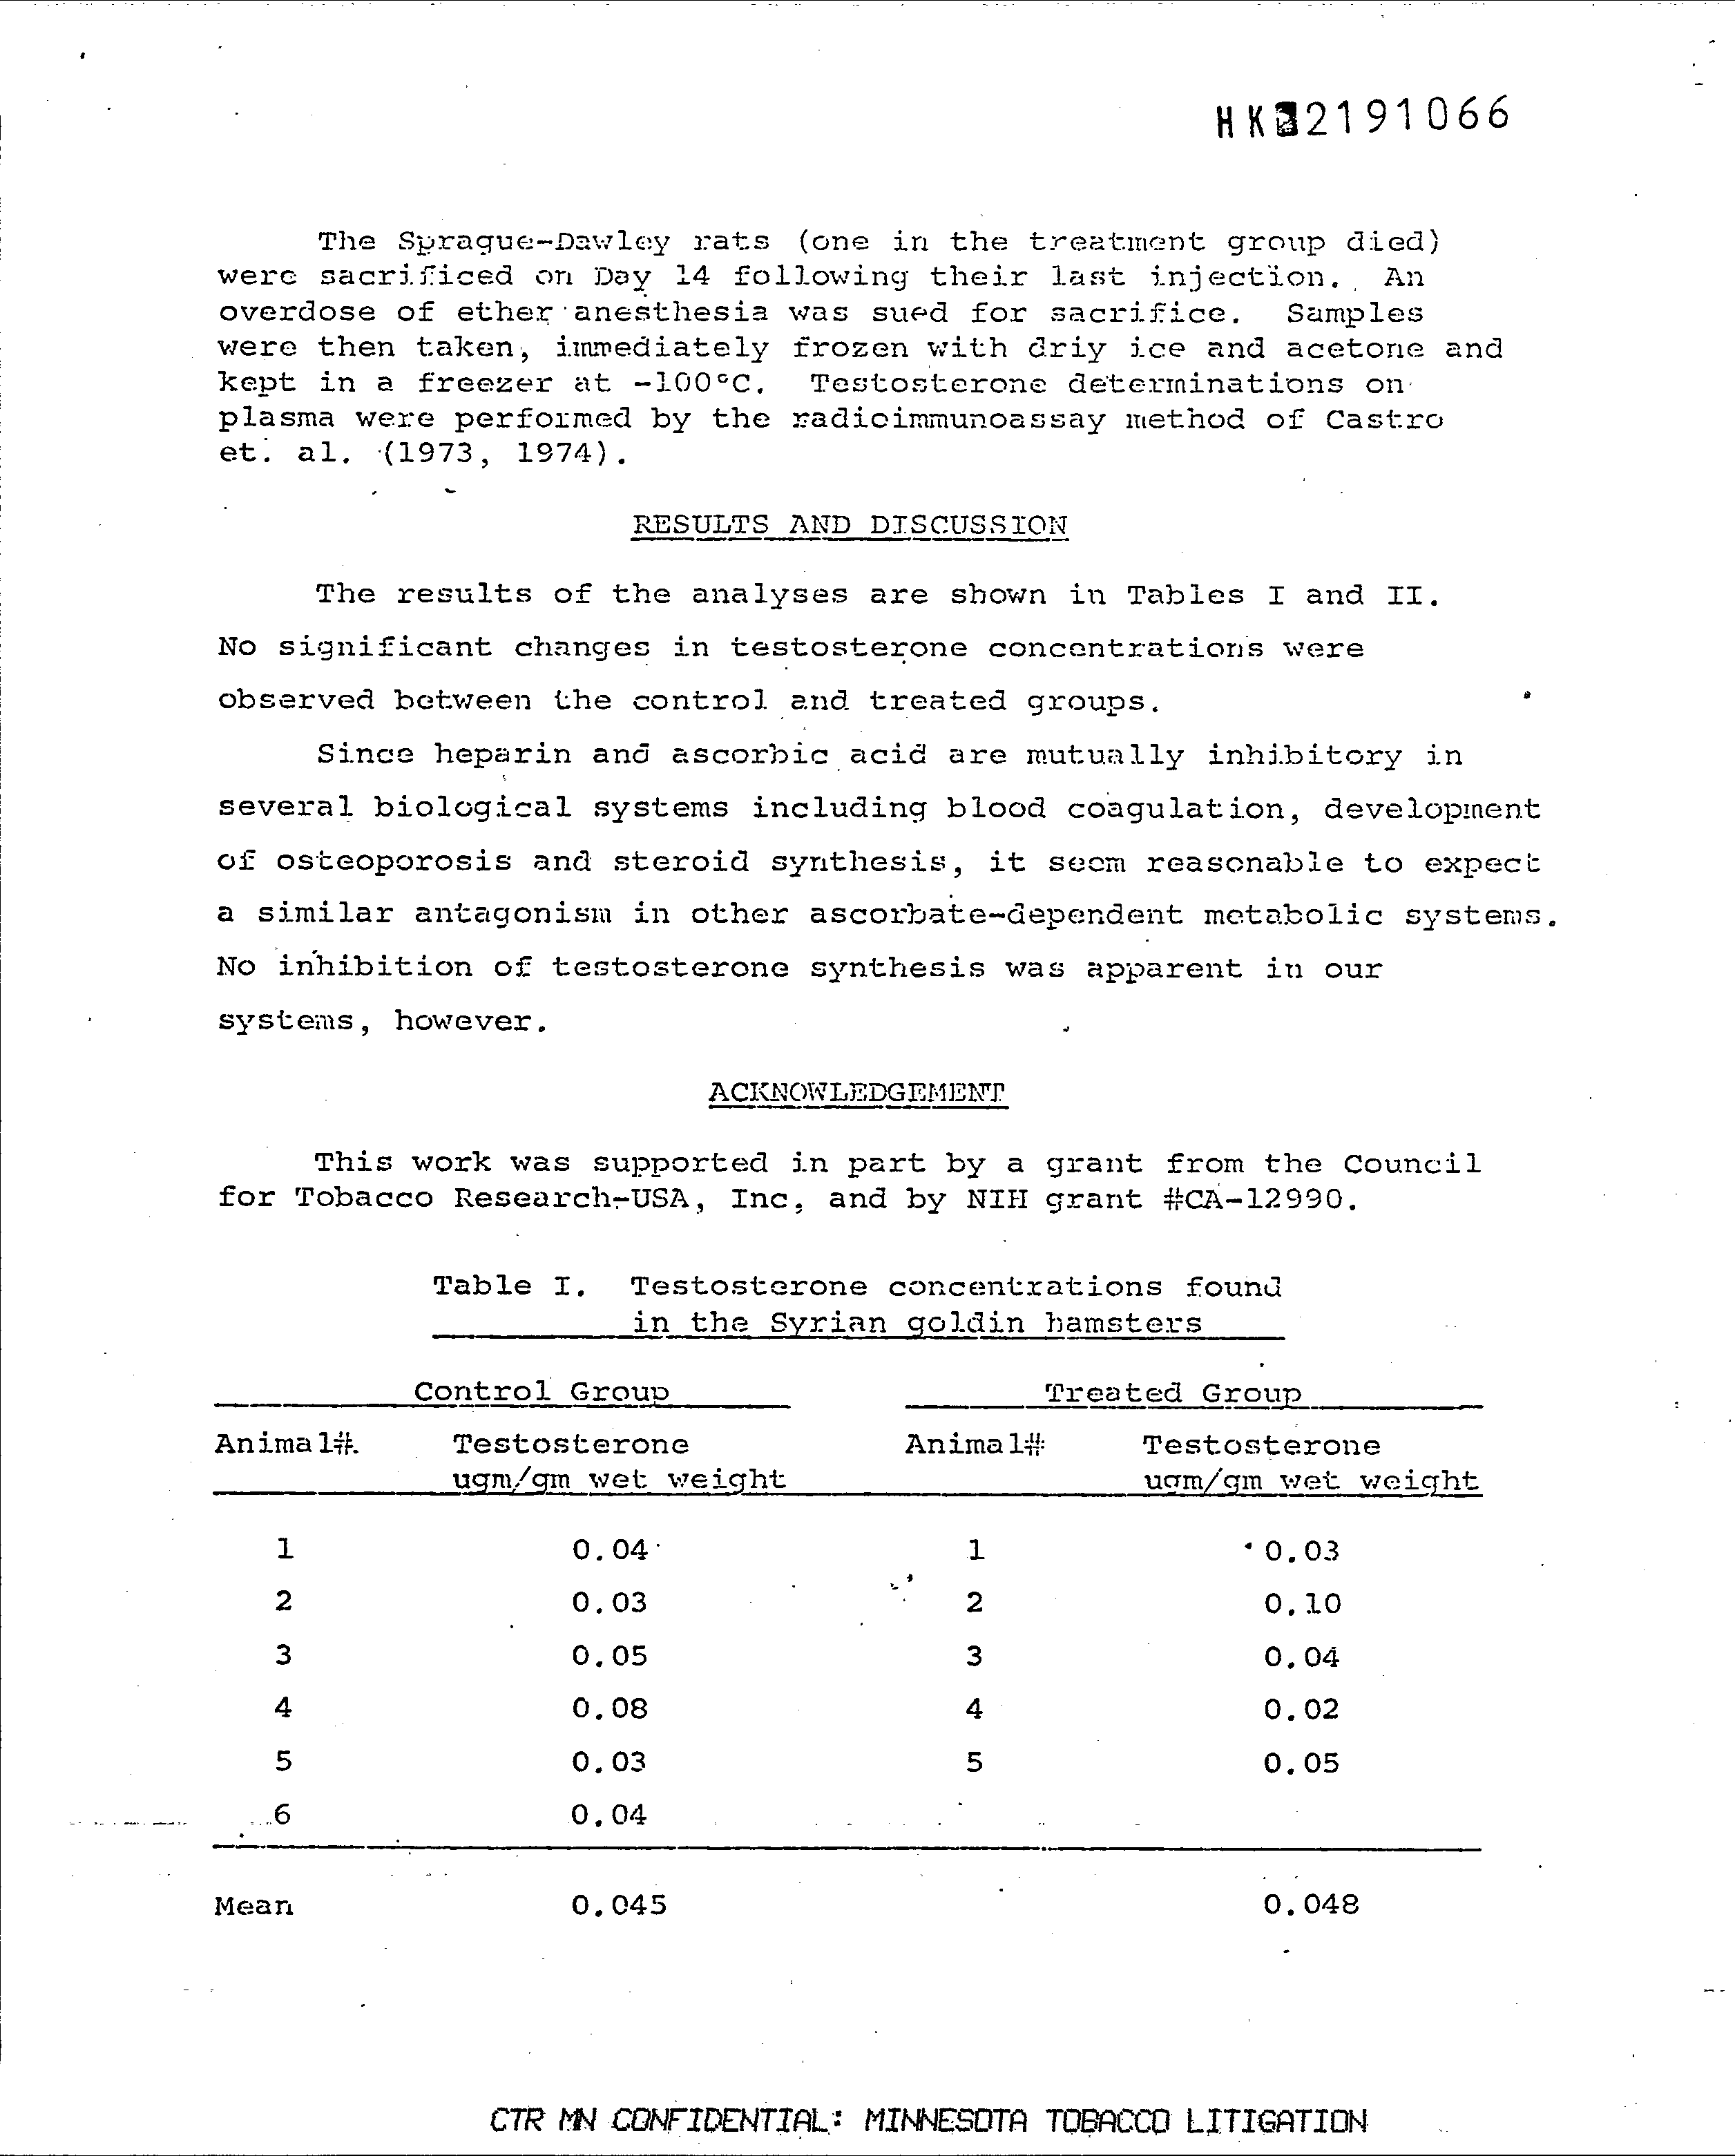 HK2191066
The Sprague-Dawley rats (one in the treatment group died)
were sacrificed on Day 14 following their last injection. An
overdose of ether anesthesia was sued for sacrifice. Samples
were then taken, immediately frozen with driy ice and acetone and
kept in a freezer at -100°C. Testosterone determinations on
plasma were performed by the radioimmunoassay method of Castro
et. al. (1973, 1974).
RESULTS AND DISCUSSION
The results of the analyses are shown in Tables I and II.
No significant changes in testosterone concentrations were
observed between the control and treated groups.
Since heparin and ascorbic acid are mutually inhibitory in
several biological systems including blood coagulation, development
of osteoporosis and steroid synthesis, it seem reasonable to expect
a similar antagonism in other ascorbate-dependent metabolic systems.
No inhibition of testosterone synthesis was apparent in our
systems, however.
ACKNOWLEDGEMENT
This work was supported in part by a grant from the Council
for Tobacco Research-USA, Inc, and by NIH grant #CA-12990.
Table I. Testosterone concentrations found
in the Syrian goldin hamsters
Control Group Treated Group
Animal# Testosterone Animal# Testosterone
ugm/gm wet weight ugm/gm wet weight
1 0.04 1 0.03
2 0.03 2 0.10
3 0.05 3 0.04
4 0.08 4 0.02
5 0.03 5 0.05
6 0.04
Mean 0.045 0.048
CTR MN CONFIDENTIAL: MINNESOTA TOBACCO LITIGATION